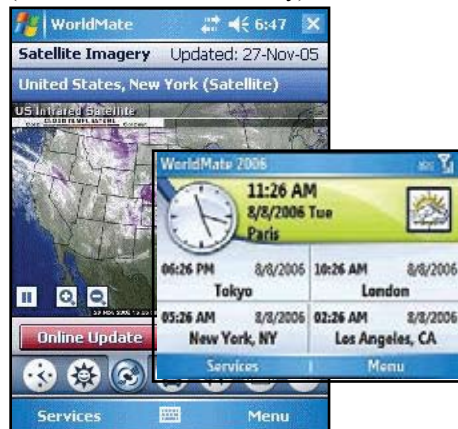 WorldMate 6:47
Satellite Imagery Updated: 27-Nov-05
United States, New York (Satellite)
US Infrared Satellite
CLOUD TEMPERATURE
Online Update
Services Menu
WorldMate 2006 abc
11:26 AM
8/8/2006 Tue
Paris
06:26 PM 8/8/2006 10:26 AM 8/8/2006
Tokyo London
05:26 AM 8/8/2006 02:26 AM 8/8/2006
New York, NY Los Angeles, CA
Services Menu